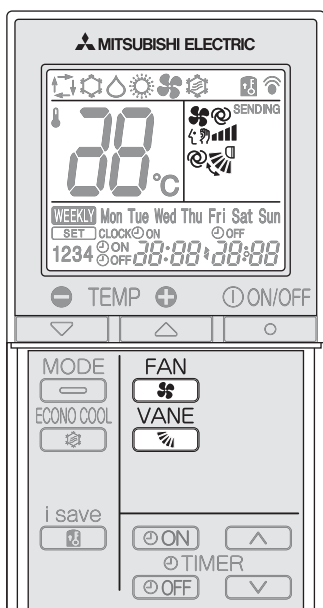 MITSUBISHI ELECTRIC
SENDING
88°C
WEEKLY Mon Tue Wed Thu Fri Sat Sun
SET CLOCK ON OFF
1234 ON OFF 88:88 88:88
TEMP ON/OFF
MODE FAN
ECONO COOL VANE
i save
ON
TIMER
OFF